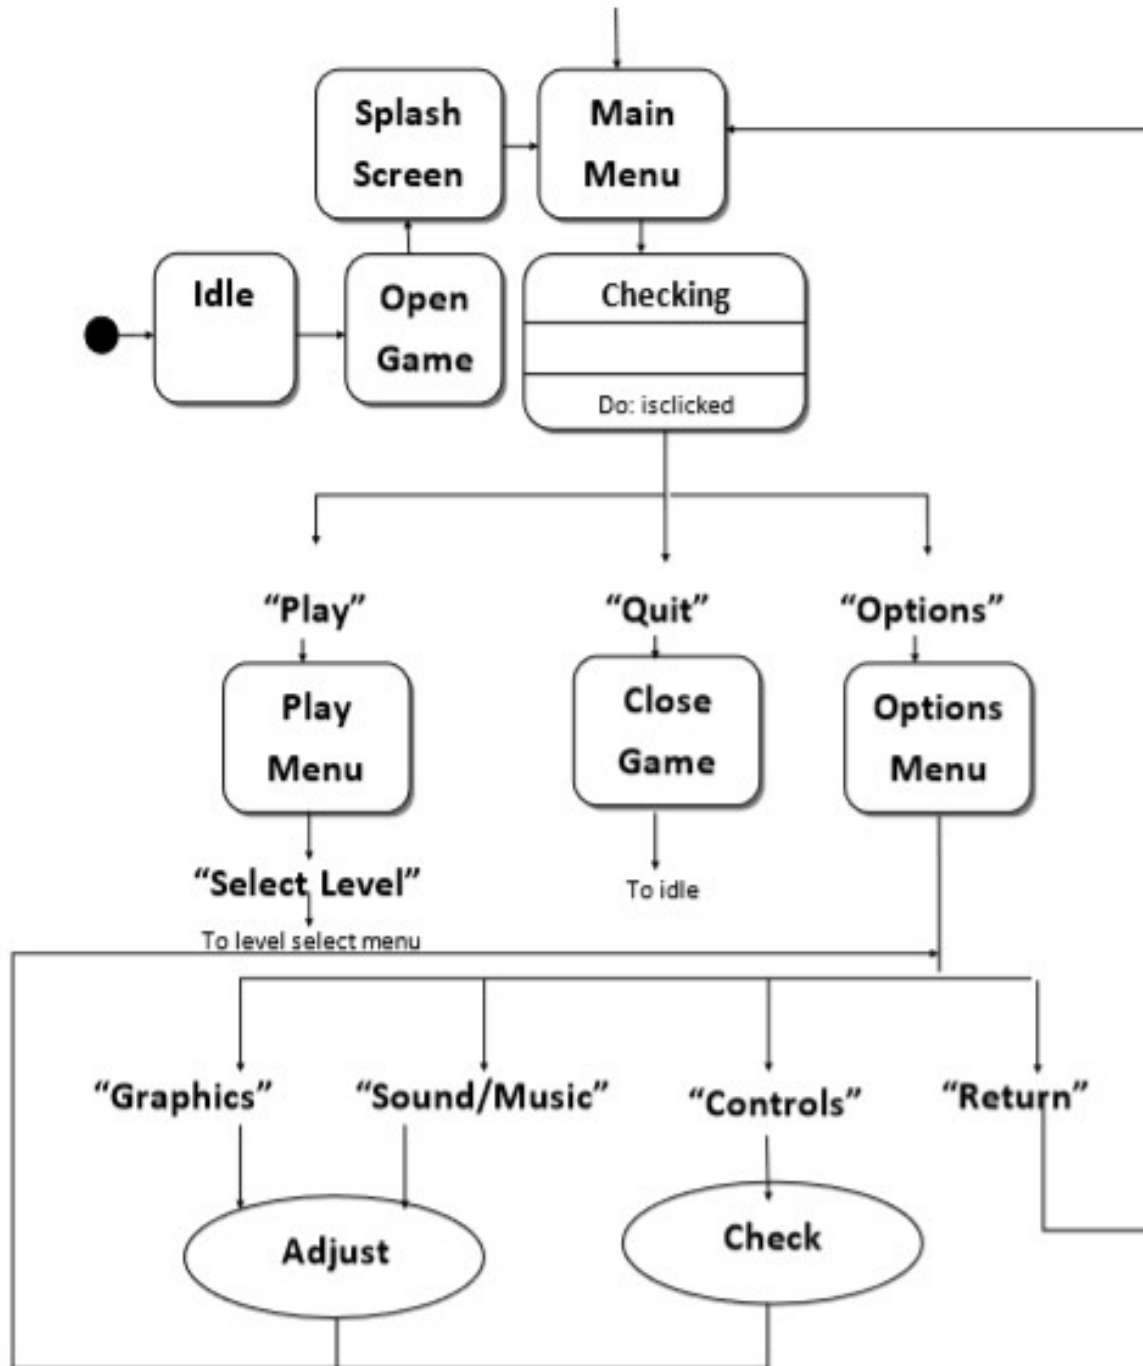 Splash
Screen
Main
Menu
Idle
Open
Game
Checking
Do: isclicked
“Play”
“Quit”
“Options”
Play
Menu
Close
Game
Options
Menu
“Select Level”
To idle
To level select menu
“Graphics”
“Sound/Music”
“Controls”
“Return”
Adjust
Check